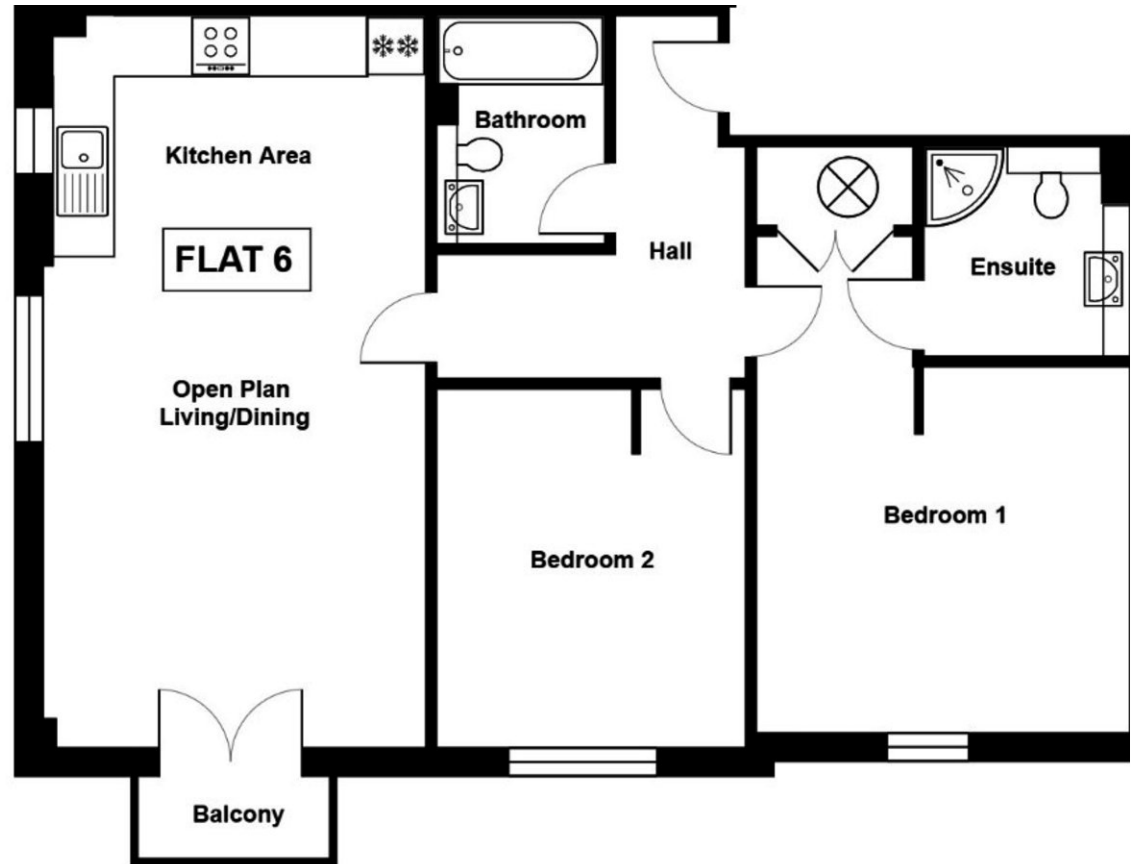 Kitchen Area
Bathroom
FLAT 6
Hall
Ensuite
Open Plan
Living/Dining
Bedroom 2
Bedroom 1
Balcony